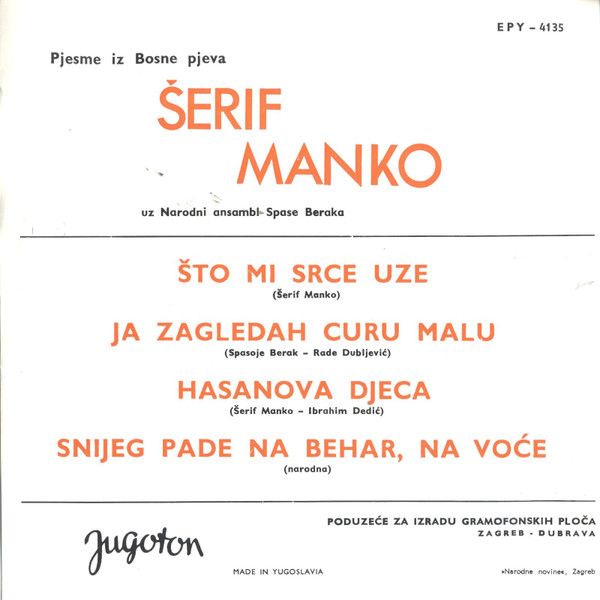 EPY - 4135
Pjesme iz Bosne pjeva
ŠERIF
MANKO
uz Narodni ansambl Spase Beraka
ŠTO MI SRCE UZE
(Šerif Manko)
JA ZAGLEDAH CURU MALU
(Spasoje Berak - Rade Dubljević)
HASANOVA DJECA
(Šerif Manko - Ibrahim Dedić)
SNIJEG PADE NA BEHAR, NA VOĆE
(narodna)
Jugoton
PODUZEĆE ZA IZRADU GRAMOFONSKIH PLOČA
ZAGREB - DUBRAVA
MADE IN YUGOSLAVIA
»Narodne novine«, Zagreb